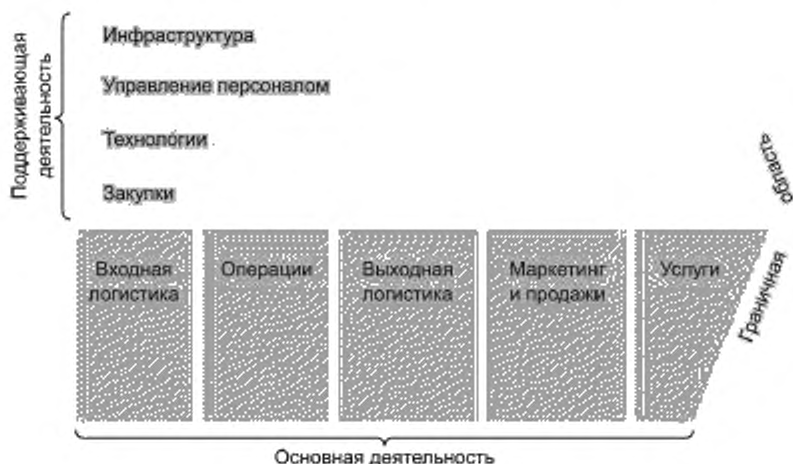 Поддерживающая
деятельность
Инфраструктура
Управление персоналом
Технологии
Закупки
область
Граничная
Входная
логистика
Операции
Выходная
логистика
Маркетинг
и продажи
Услуги
Основная деятельность